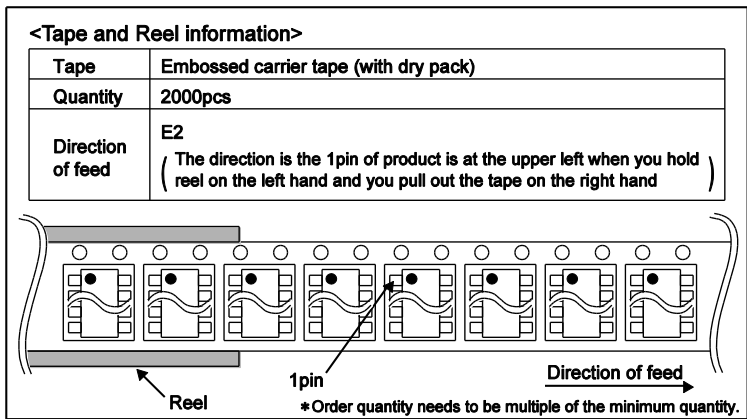 <Tape and Reel information>
Tape
Embossed carrier tape (with dry pack)
Quantity
2000pcs
Direction
of feed
E2
( The direction is the 1pin of product is at the upper left when you hold
reel on the left hand and you pull out the tape on the right hand )
1pin
Direction of feed
Reel
*Order quantity needs to be multiple of the minimum quantity.